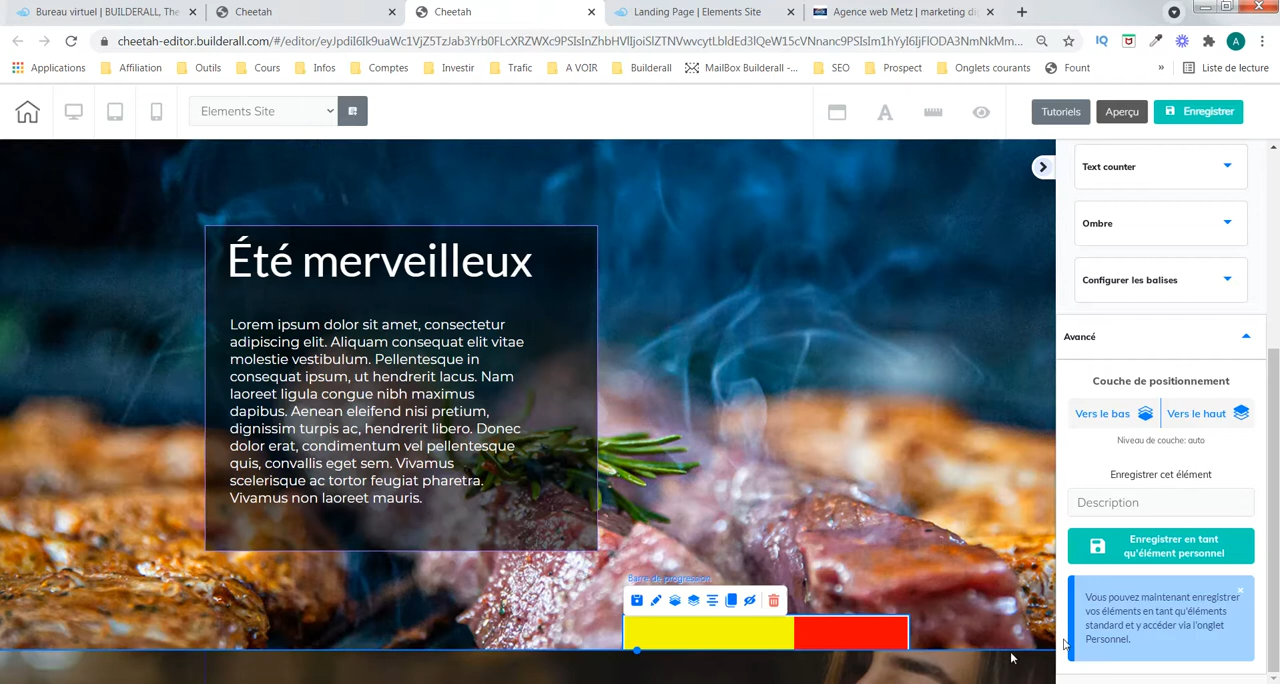 Bureau virtuel | BUILDERALL, The
Cheetah
Cheetah
Landing Page | Elements Site
Agence web Metz | marketing di
cheetah-editor.builderall.com/#/editor/eyJpdiI6Ik9uaWc1VjZ5TzJab3Yrb0FLcXRZWXc9PSIsInZhbHVlIjoiSlZTNVwvcytLbldEd3lQeW15cVNnanc9PSIsIm1hYyI6IjFlODA3NmNkMm...
Applications
Affiliation
Outils
Cours
Infos
Comptes
Investir
Trafic
A VOIR
Builderall
MailBox Builderall -...
SEO
Prospect
Onglets courants
Fount
»
Liste de lecture
Elements Site
Tutoriels
Aperçu
Enregistrer
Été merveilleux
Lorem ipsum dolor sit amet, consectetur
adipiscing elit. Aliquam consequat elit vitae
molestie vestibulum. Pellentesque in
consequat ipsum, ut hendrerit lacus. Nam
laoreet ligula congue nibh maximus
dapibus. Aenean eleifend nisi pretium,
dignissim turpis ac, hendrerit libero. Donec
dolor erat, condimentum vel pellentesque
quis, convallis eget sem. Vivamus
scelerisque ac tortor feugiat pharetra.
Vivamus non laoreet mauris.
Barre de progression
Text counter
Ombre
Configurer les balises
Avancé
Couche de positionnement
Vers le bas
Vers le haut
Niveau de couche: auto
Enregistrer cet élément
Description
Enregistrer en tant
qu'élément personnel
Vous pouvez maintenant enregistrer
vos éléments en tant qu'éléments
standard et y accéder via l'onglet
Personnel.